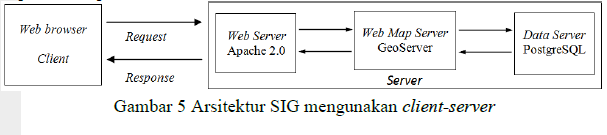 Web browser
Client
Request
Response
Web Server
Apache 2.0
Web Map Server
GeoServer
Data Server
PostgreSQL
Server
Gambar 5 Arsitektur SIG mengunakan client-server